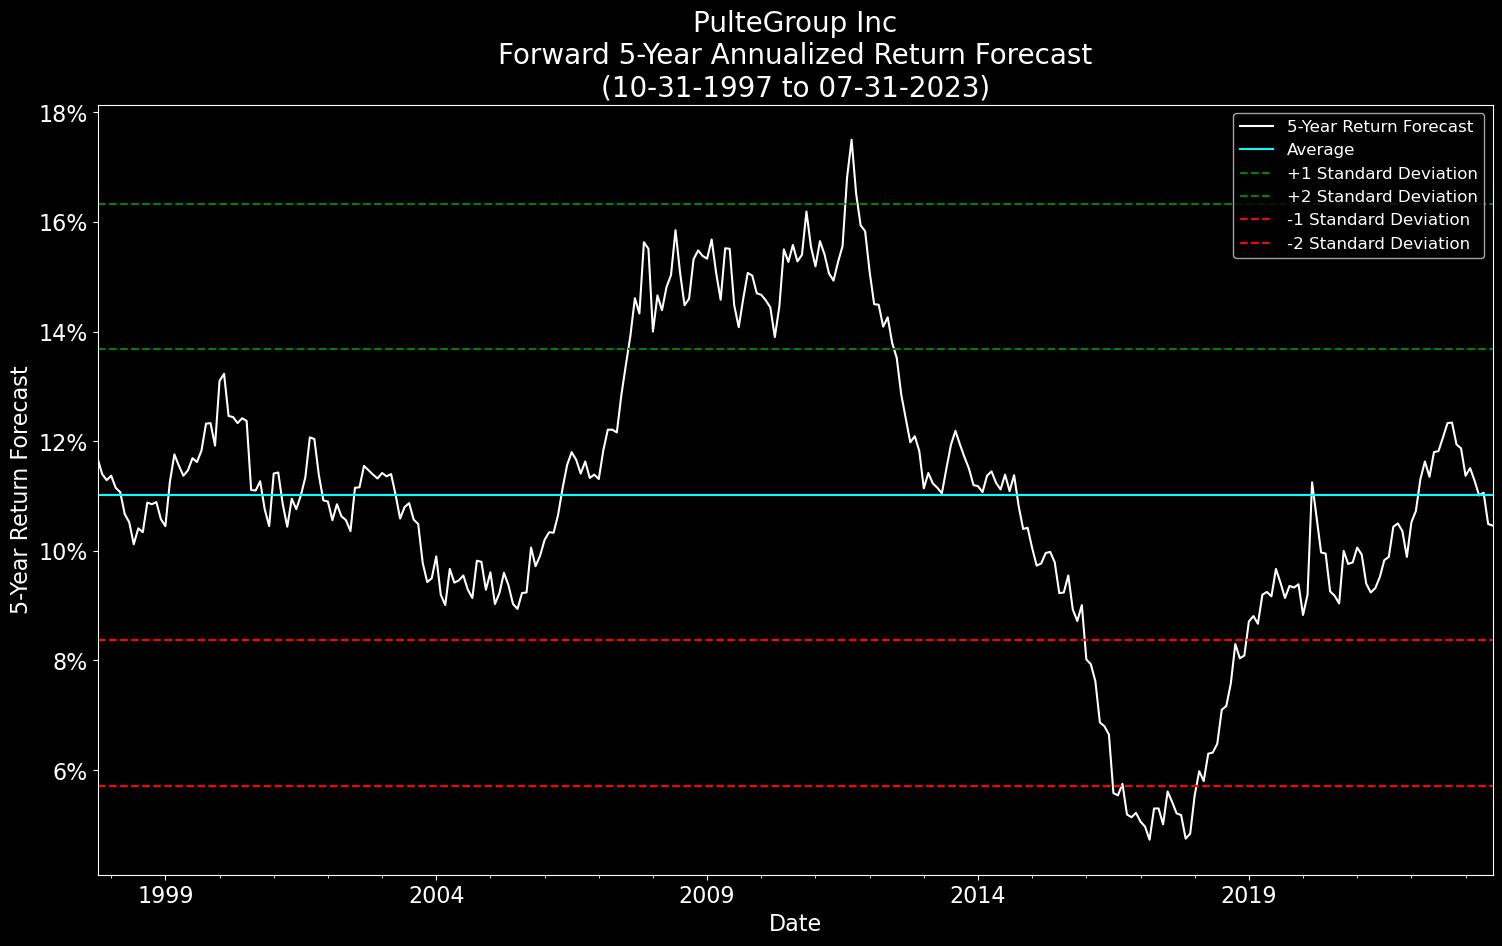 PulteGroup Inc
Forward 5-Year Annualized Return Forecast
(10-31-1997 to 07-31-2023)
18%
16%
14%
12%
10%
8%
6%
5-Year Return Forecast
5-Year Return Forecast
Average
+1 Standard Deviation
+2 Standard Deviation
-1 Standard Deviation
-2 Standard Deviation
1999
2004
2009
2014
2019
Date